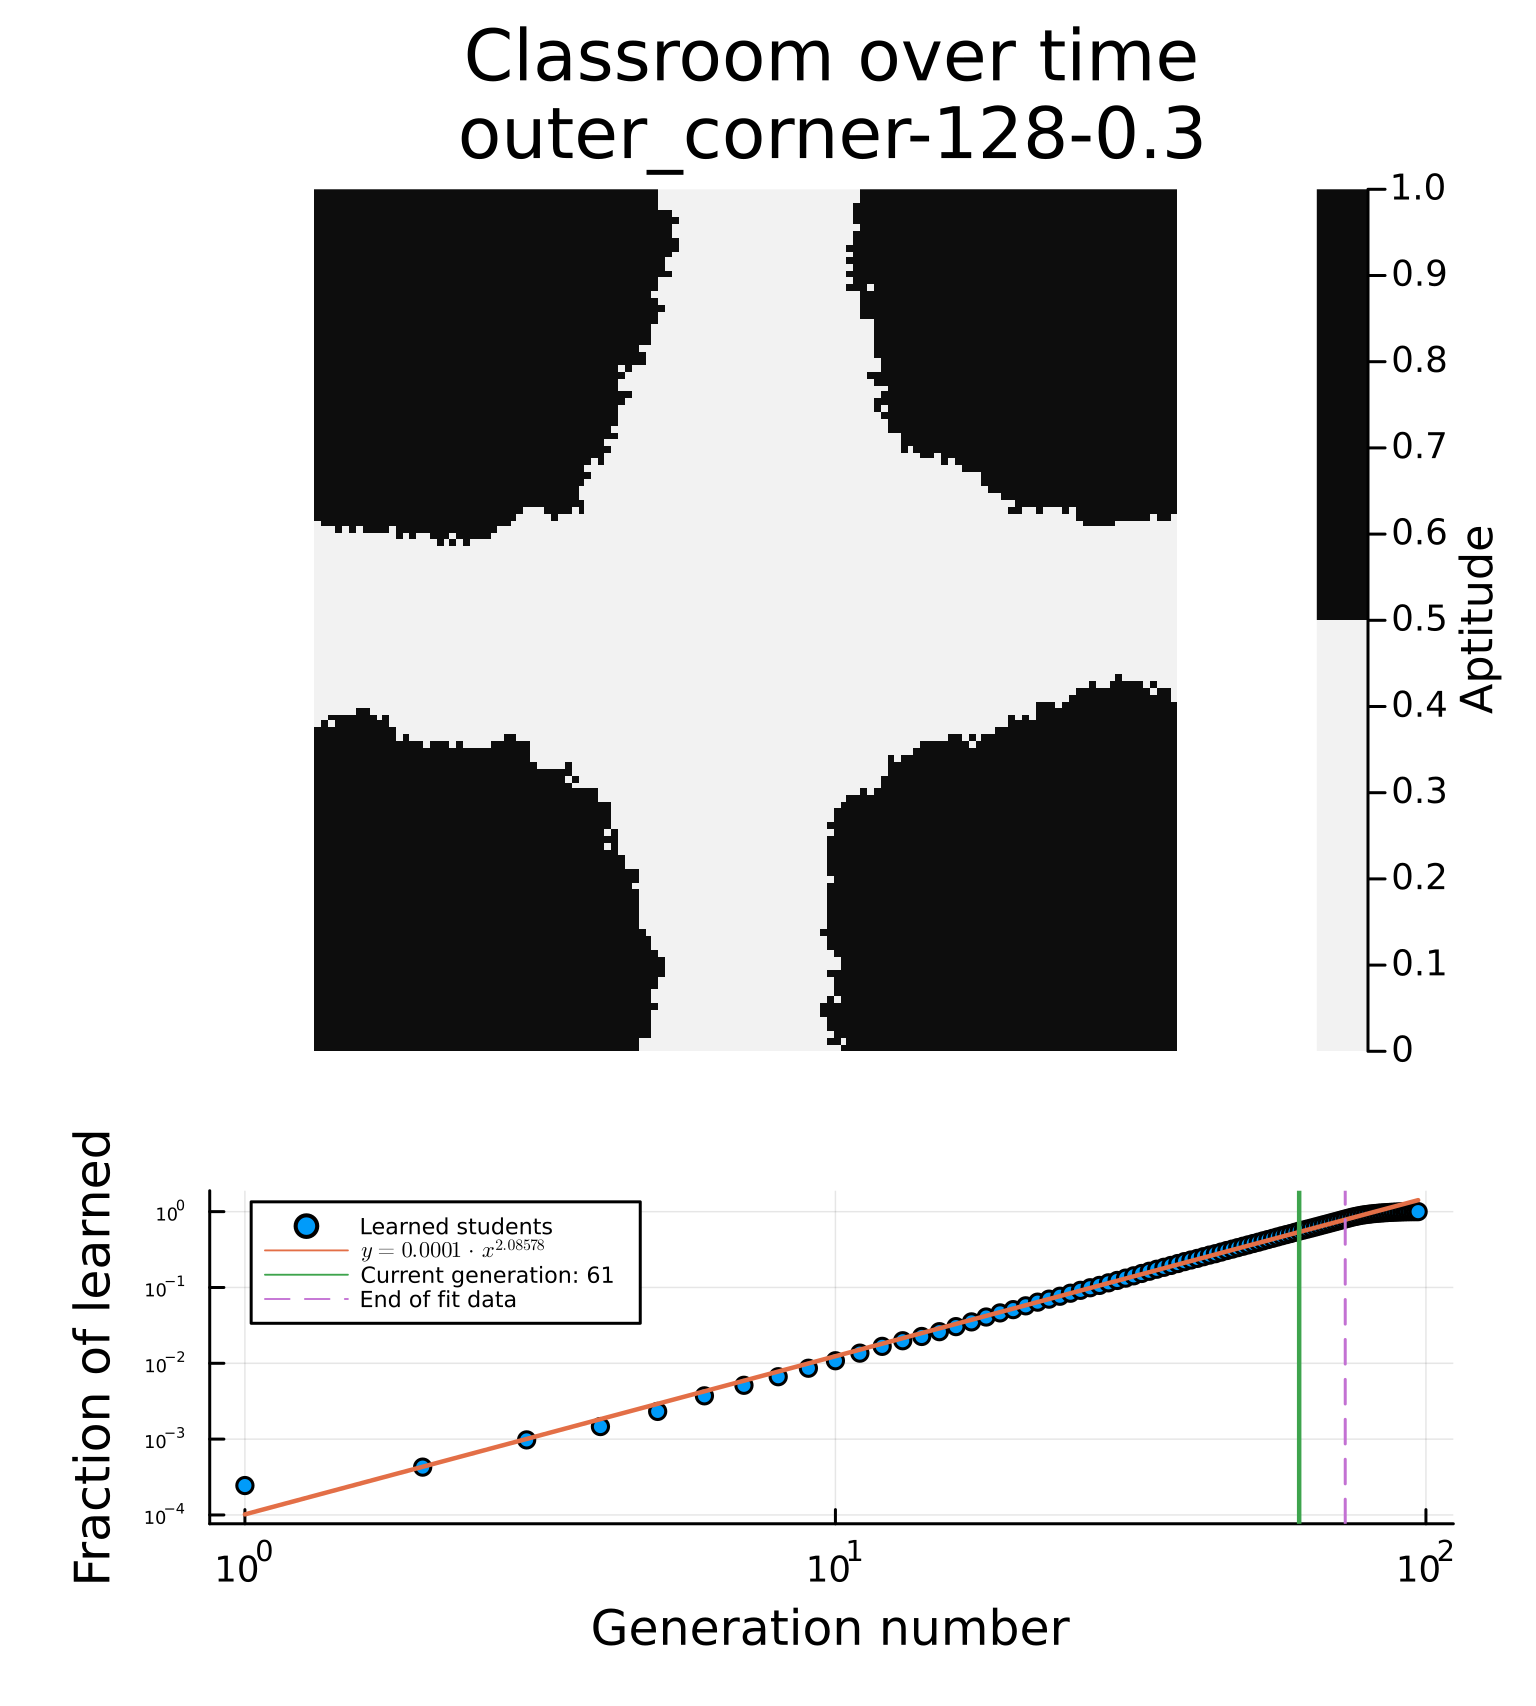 Classroom over time
outer_corner-128-0.3
1.0
0.9
0.8
0.7
0.6
0.5
0.4
0.3
0.2
0.1
0
Aptitude
Fraction of learned
10^0
10^-1
10^-2
10^-3
10^-4
Learned students
y = 0.0001 · x^2.08578
Current generation: 61
End of fit data
10^0 10^1 10^2
Generation number